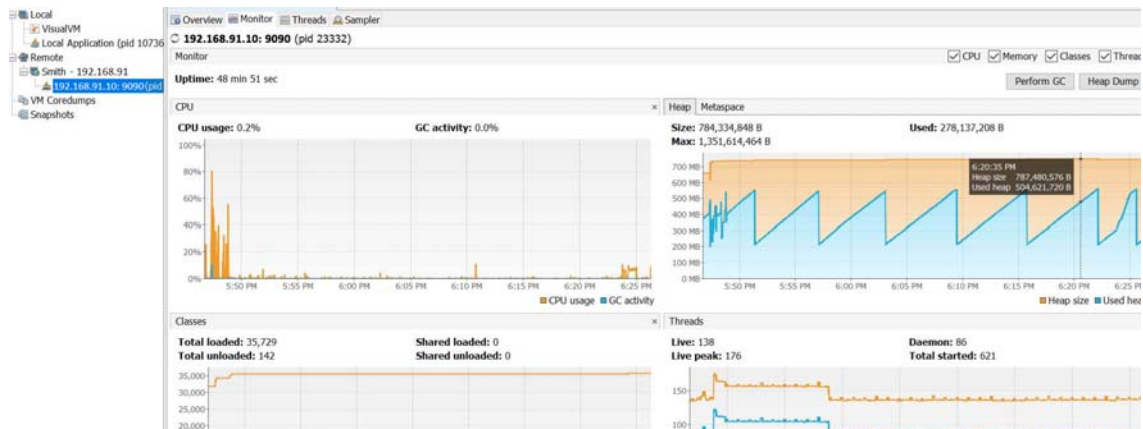 Local
VisualVM
Local Application (pid 10736
Remote
Smith - 192.168.91
192.168.91.10: 9090(pid
VM Coredumps
Snapshots
Overview Monitor Threads Sampler
192.168.91.10: 9090 (pid 23332)
Monitor
CPU Memory Classes Thread
Uptime: 48 min 51 sec
Perform GC Heap Dump
CPU ×
CPU usage: 0.2% GC activity: 0.0%
100%
80%
60%
40%
20%
0%
5:50 PM 5:55 PM 6:00 PM 6:05 PM 6:10 PM 6:15 PM 6:20 PM 6:25 PM
CPU usage GC activity
Heap Metaspace
Size: 784,334,848 B Used: 278,137,208 B
Max: 1,351,614,464 B
700 MB
600 MB
500 MB
400 MB
300 MB
200 MB
100 MB
0 MB
6:20:35 PM
Heap size 787,480,576 B
Used heap 504,621,720 B
5:50 PM 5:55 PM 6:00 PM 6:05 PM 6:10 PM 6:15 PM 6:20 PM 6:25 P
Heap size Used hea
Classes ×
Total loaded: 35,729 Shared loaded: 0
Total unloaded: 142 Shared unloaded: 0
35,000
30,000
25,000
20,000
Threads
Live: 138 Daemon: 86
Live peak: 176 Total started: 621
150
100